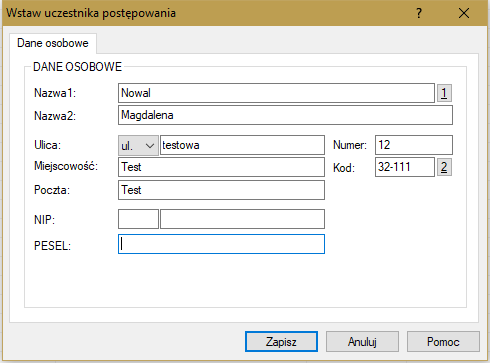 Wstaw uczestnika postępowania ?
Dane osobowe
DANE OSOBOWE
Nazwa1: Nowal 1
Nazwa2: Magdalena
Ulica: ul. testowa Numer: 12
Miejscowość: Test Kod: 32-111 2
Poczta: Test
NIP:
PESEL:
Zapisz Anuluj Pomoc